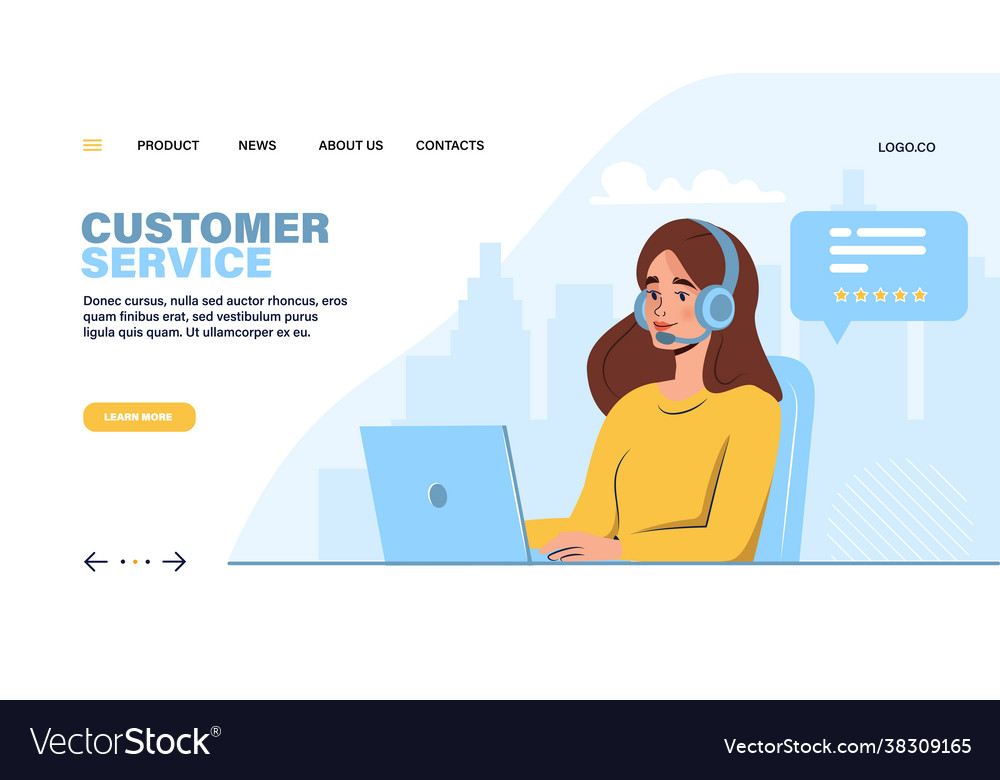 PRODUCT NEWS ABOUT US CONTACTS
LOGO.CO
CUSTOMER
SERVICE
Donec cursus, nulla sed auctor rhoncus, eros
quam finibus erat, sed vestibulum purus
ligula quis quam. Ut ullamcorper ex eu.
LEARN MORE
VectorStock®
VectorStock.com/38309165